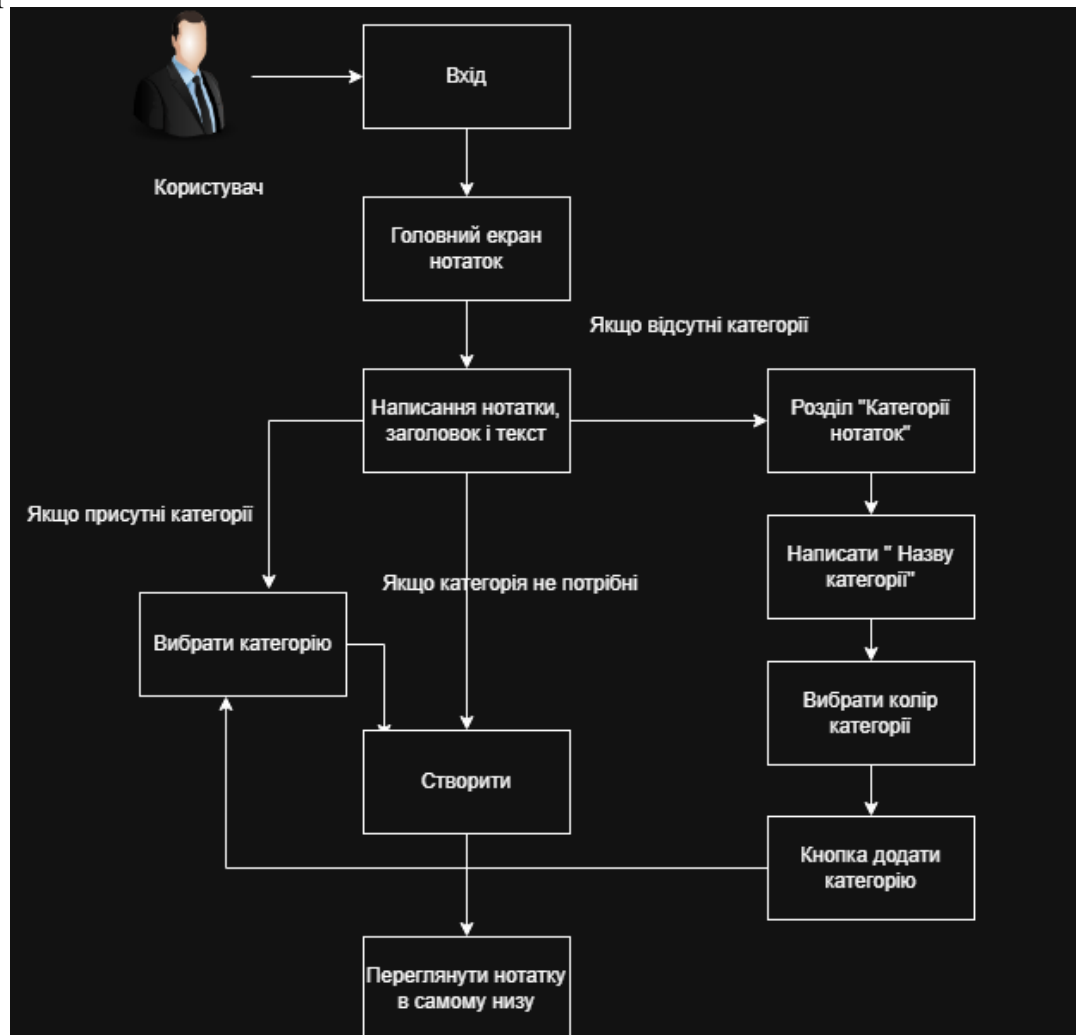 Вхід
Користувач
Головний екран
нотаток
Якщо відсутні категорії
Написання нотатки,
заголовок і текст
Розділ "Категорії
нотаток"
Якщо присутні категорії
Написати " Назву
категорії"
Якщо категорія не потрібні
Вибрати категорію
Вибрати колір
категорії
Створити
Кнопка додати
категорію
Переглянути нотатку
в самому низу